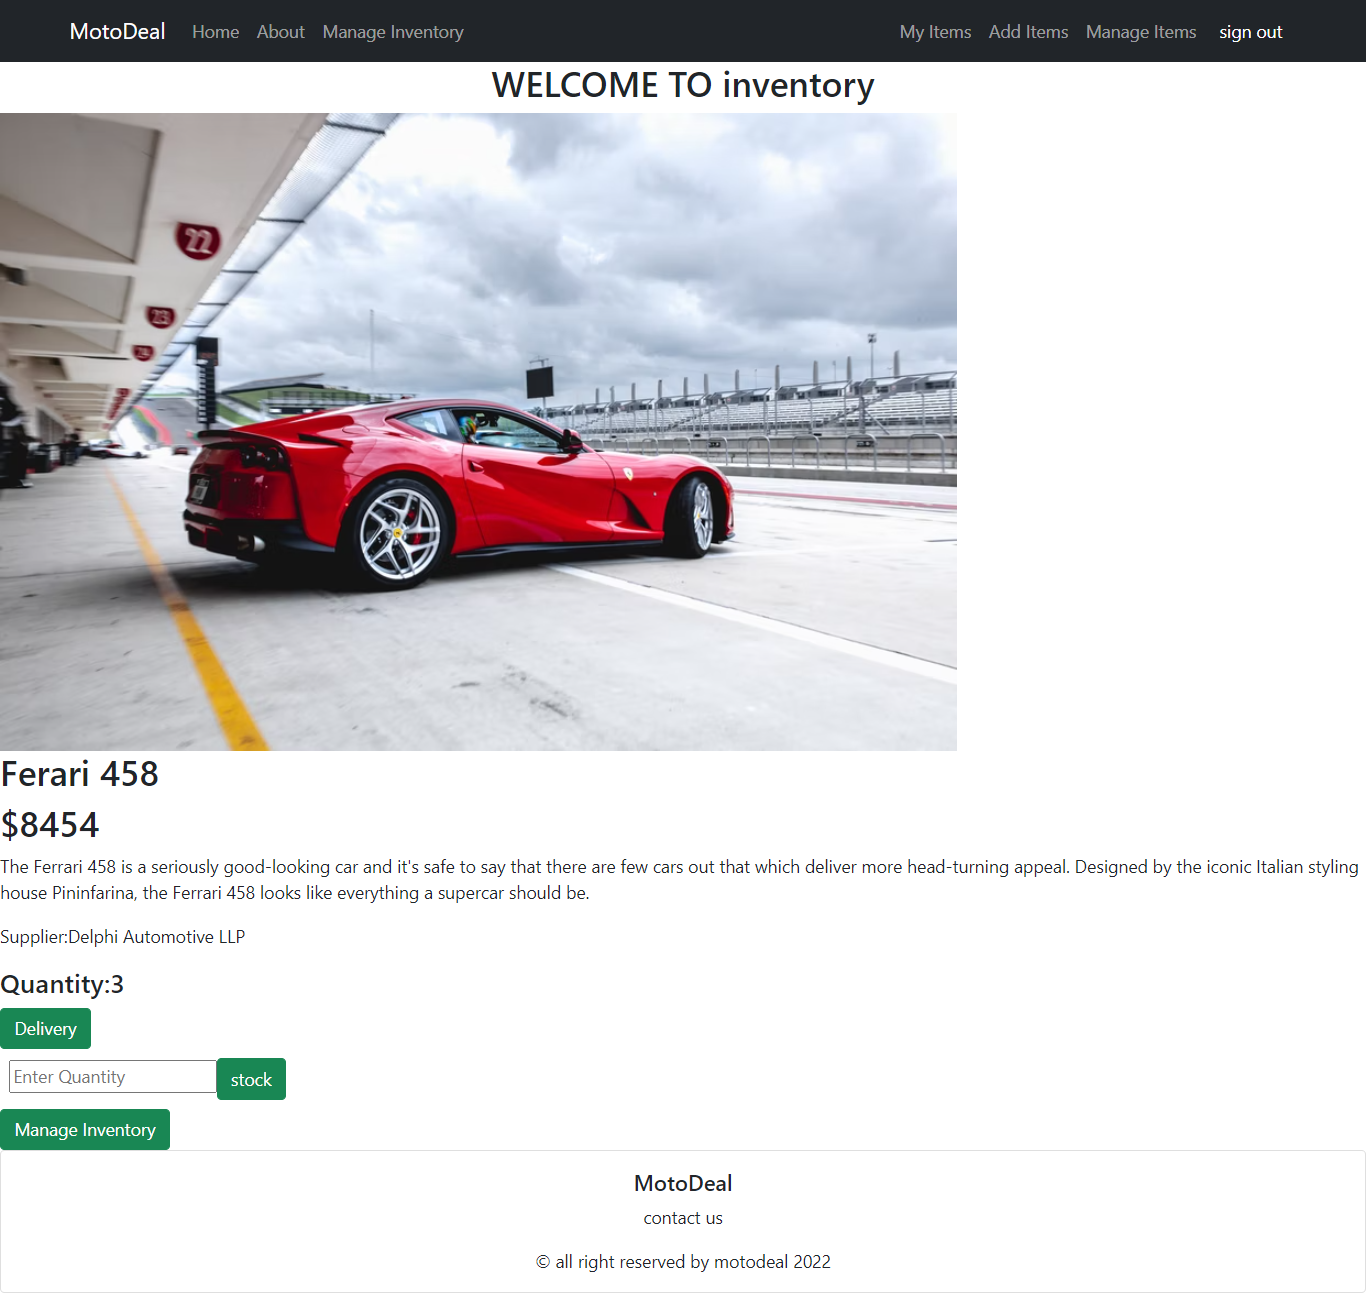 MotoDeal Home About Manage Inventory My Items Add Items Manage Items sign out
WELCOME TO inventory
22
23
24
Ferari 458
$8454
The Ferrari 458 is a seriously good-looking car and it's safe to say that there are few cars out that which deliver more head-turning appeal. Designed by the iconic Italian styling
house Pininfarina, the Ferrari 458 looks like everything a supercar should be.
Supplier:Delphi Automotive LLP
Quantity:3
Delivery
Enter Quantity stock
Manage Inventory
MotoDeal
contact us
© all right reserved by motodeal 2022